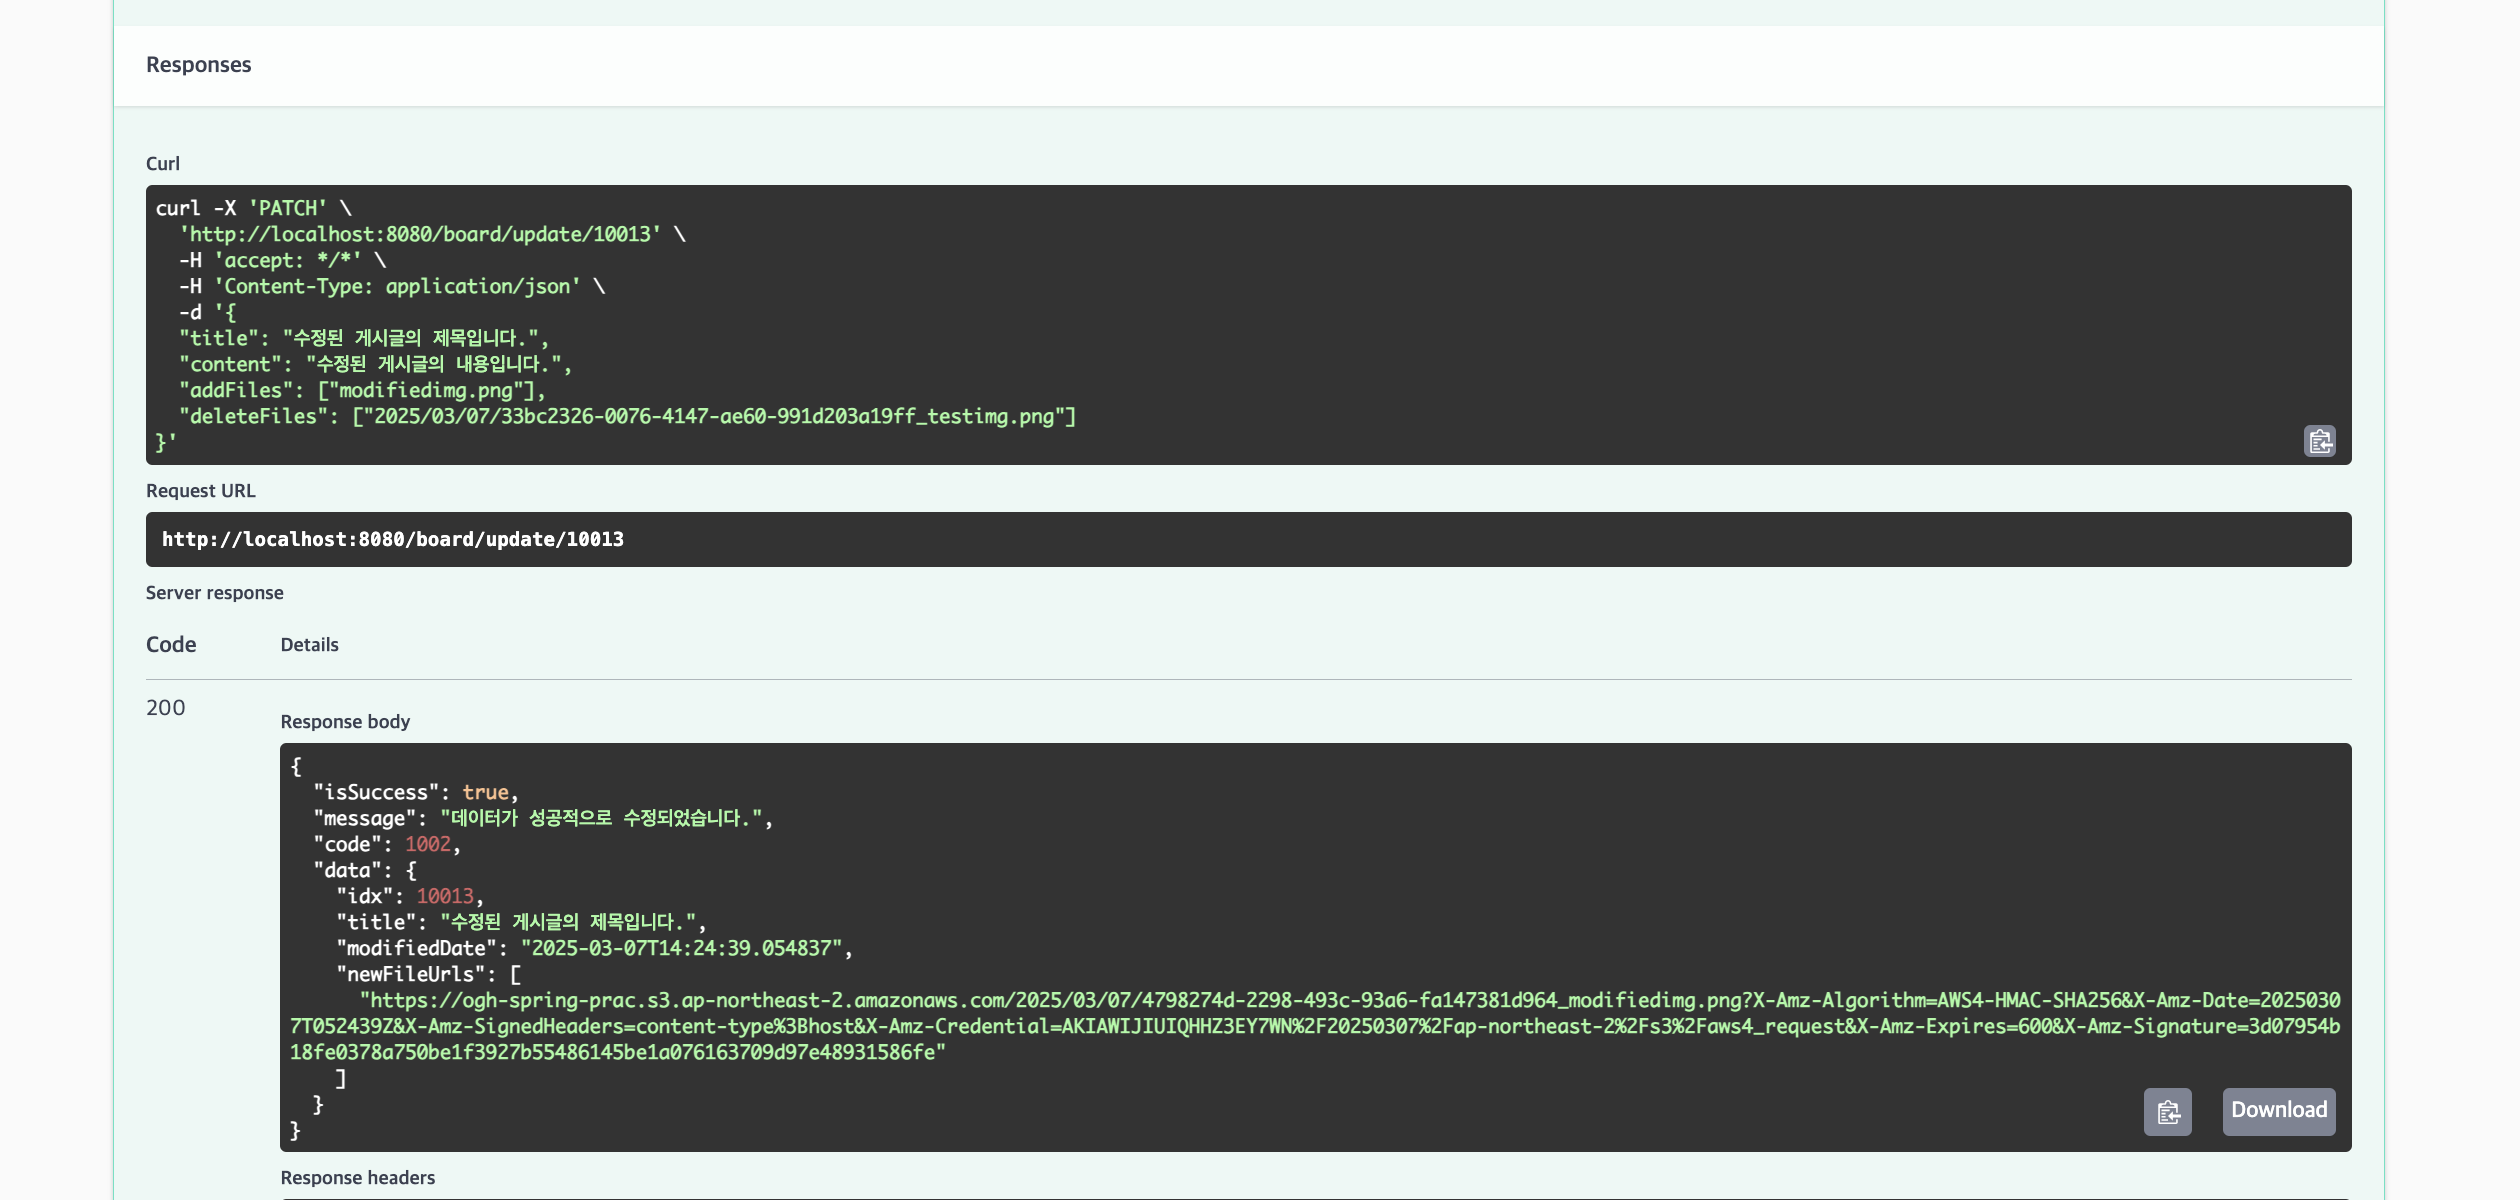 Responses
Curl
curl -X 'PATCH' \
  'http://localhost:8080/board/update/10013' \
  -H 'accept: */*' \
  -H 'Content-Type: application/json' \
  -d '{
  "title": "수정된 게시글의 제목입니다.",
  "content": "수정된 게시글의 내용입니다.",
  "addFiles": ["modifiedimg.png"],
  "deleteFiles": ["2025/03/07/33bc2326-0076-4147-ae60-991d203a19ff_testimg.png"]
}'
Request URL
http://localhost:8080/board/update/10013
Server response
Code Details
200
Response body
{
  "isSuccess": true,
  "message": "데이터가 성공적으로 수정되었습니다.",
  "code": 1002,
  "data": {
    "idx": 10013,
    "title": "수정된 게시글의 제목입니다.",
    "modifiedDate": "2025-03-07T14:24:39.054837",
    "newFileUrls": [
      "https://ogh-spring-prac.s3.ap-northeast-2.amazonaws.com/2025/03/07/4798274d-2298-493c-93a6-fa147381d964_modifiedimg.png?X-Amz-Algorithm=AWS4-HMAC-SHA256&X-Amz-Date=2025030
7T052439Z&X-Amz-SignedHeaders=content-type%3Bhost&X-Amz-Credential=AKIAWIJIUIQHHZ3EY7WN%2F20250307%2Fap-northeast-2%2Fs3%2Faws4_request&X-Amz-Expires=600&X-Amz-Signature=3d07954b
18fe0378a750be1f3927b55486145be1a076163709d97e48931586fe"
    ]
  }
}
Download
Response headers